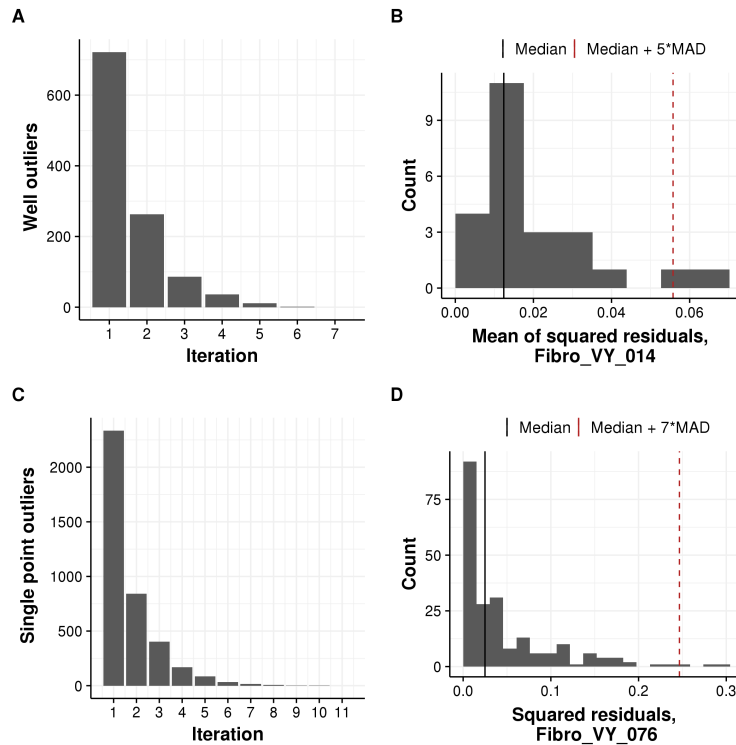 A
Well outliers
600
400
200
0
1 2 3 4 5 6 7
Iteration
B
Median Median + 5*MAD
Count
9
6
3
0
0.00 0.02 0.04 0.06
Mean of squared residuals,
Fibro_VY_014
C
Single point outliers
2000
1500
1000
500
0
1 2 3 4 5 6 7 8 9 10 11
Iteration
D
Median Median + 7*MAD
Count
75
50
25
0
0.0 0.1 0.2 0.3
Squared residuals,
Fibro_VY_076